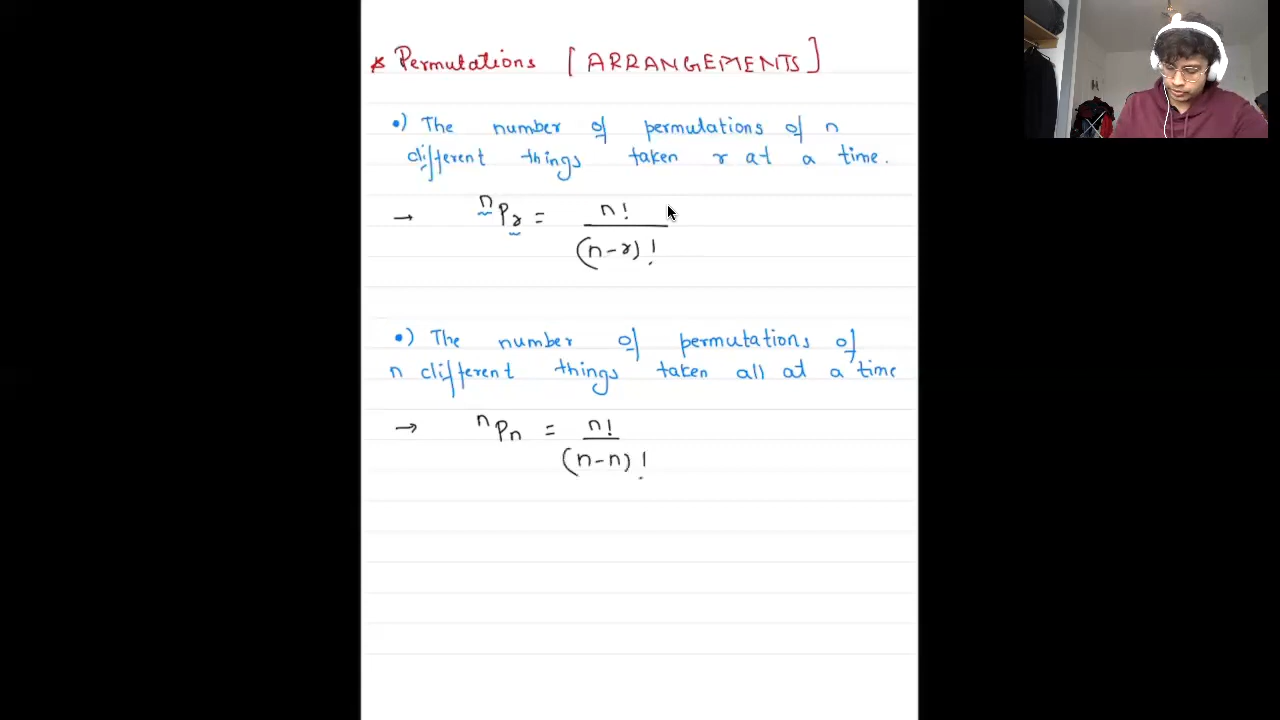 * Permutations [ARRANGEMENTS]
•) The number of permulations of n
different things taken r at a time.
→ nPr = n! / (n-r)!
•) The number of permutations of
n different things taken all at a time
→ nPn = n! / (n-n)!